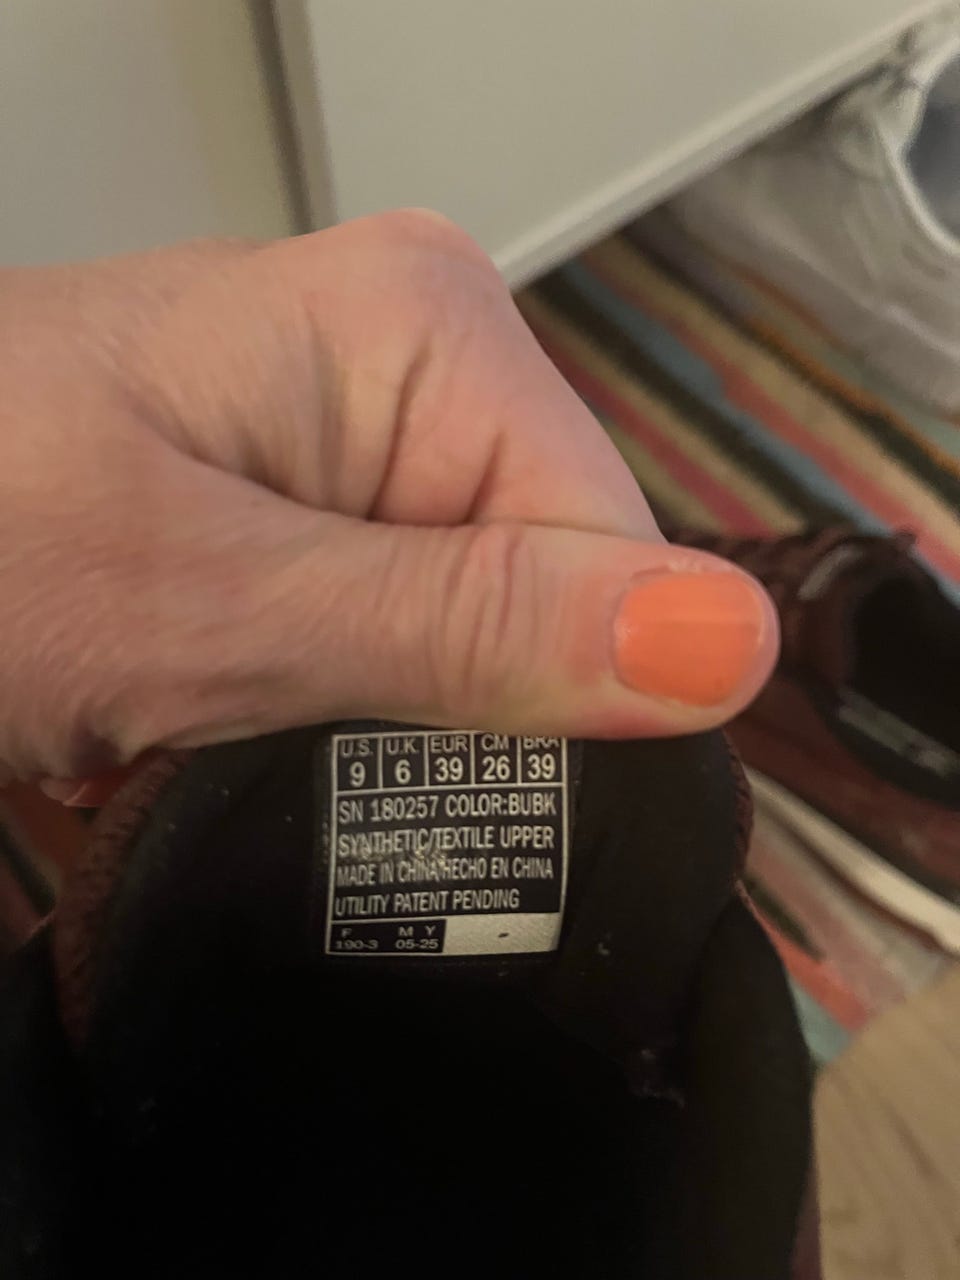 U.S. U.K. EUR CM BRA
9 6 39 26 39
SN 180257 COLOR:BUBK
SYNTHETIC/TEXTILE UPPER
MADE IN CHINA/HECHO EN CHINA
UTILITY PATENT PENDING
F M Y
190-3 05-25 -